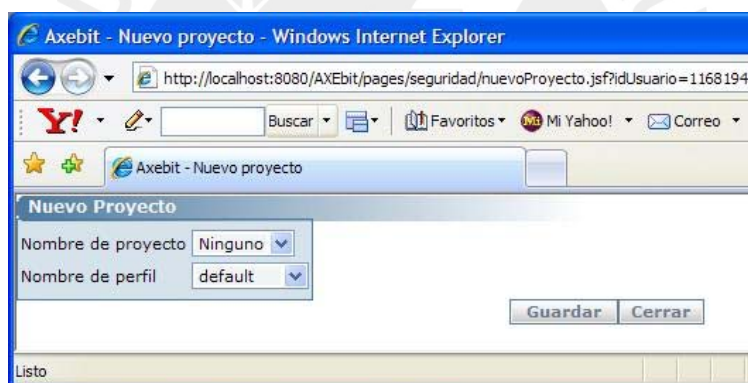 Axebit - Nuevo proyecto - Windows Internet Explorer
http://localhost:8080/AXEbit/pages/seguridad/nuevoProyecto.jsf?idUsuario=1168194
Y! Buscar Favoritos Mi Yahoo! Correo
Axebit - Nuevo proyecto
Nuevo Proyecto
Nombre de proyecto Ninguno
Nombre de perfil default
Guardar Cerrar
Listo